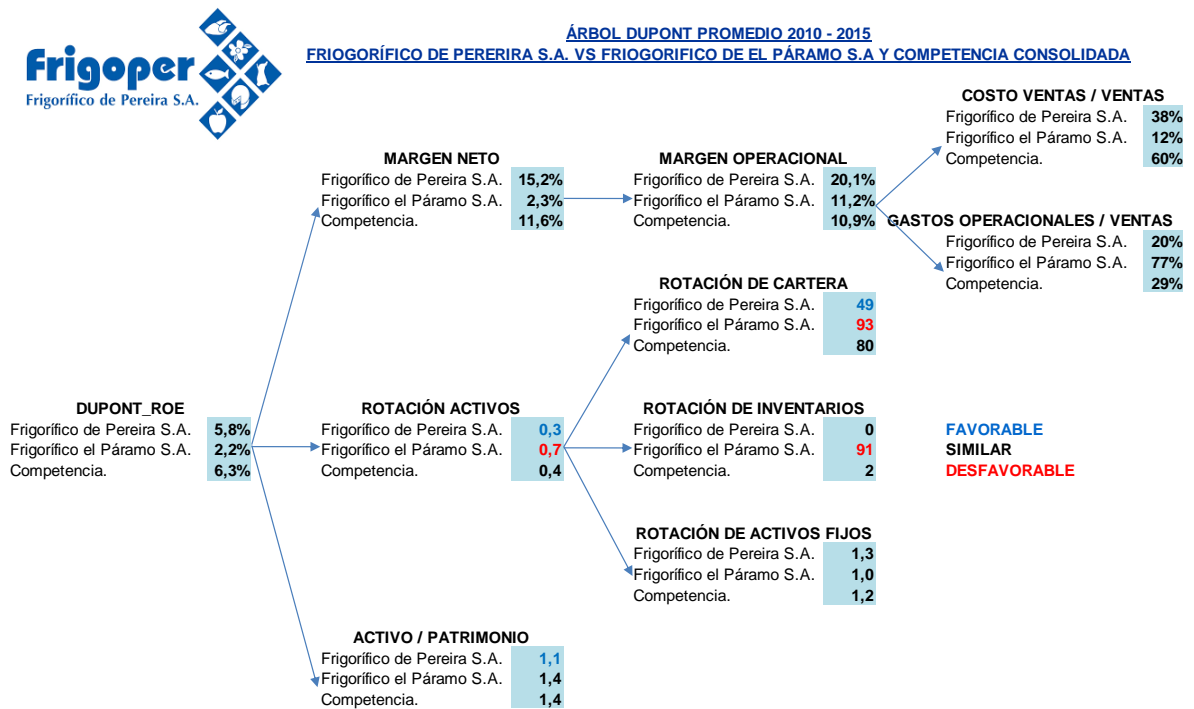 Frigoper
Frigorífico de Pereira S.A.
ÁRBOL DUPONT PROMEDIO 2010 - 2015
FRIOGORÍFICO DE PERERIRA S.A. VS FRIOGORIFICO DE EL PÁRAMO S.A Y COMPETENCIA CONSOLIDADA
COSTO VENTAS / VENTAS
Frigorífico de Pereira S.A. 38%
Frigorífico el Páramo S.A. 12%
Competencia. 60%
MARGEN NETO
Frigorífico de Pereira S.A. 15,2%
Frigorífico el Páramo S.A. 2,3%
Competencia. 11,6%
MARGEN OPERACIONAL
Frigorífico de Pereira S.A. 20,1%
Frigorífico el Páramo S.A. 11,2%
Competencia. 10,9%
GASTOS OPERACIONALES / VENTAS
Frigorífico de Pereira S.A. 20%
Frigorífico el Páramo S.A. 77%
Competencia. 29%
ROTACIÓN DE CARTERA
Frigorífico de Pereira S.A. 49
Frigorífico el Páramo S.A. 93
Competencia. 80
DUPONT_ROE
Frigorífico de Pereira S.A. 5,8%
Frigorífico el Páramo S.A. 2,2%
Competencia. 6,3%
ROTACIÓN ACTIVOS
Frigorífico de Pereira S.A. 0,3
Frigorífico el Páramo S.A. 0,7
Competencia. 0,4
ROTACIÓN DE INVENTARIOS
Frigorífico de Pereira S.A. 0
Frigorífico el Páramo S.A. 91
Competencia. 2
FAVORABLE
SIMILAR
DESFAVORABLE
ROTACIÓN DE ACTIVOS FIJOS
Frigorífico de Pereira S.A. 1,3
Frigorífico el Páramo S.A. 1,0
Competencia. 1,2
ACTIVO / PATRIMONIO
Frigorífico de Pereira S.A. 1,1
Frigorífico el Páramo S.A. 1,4
Competencia. 1,4